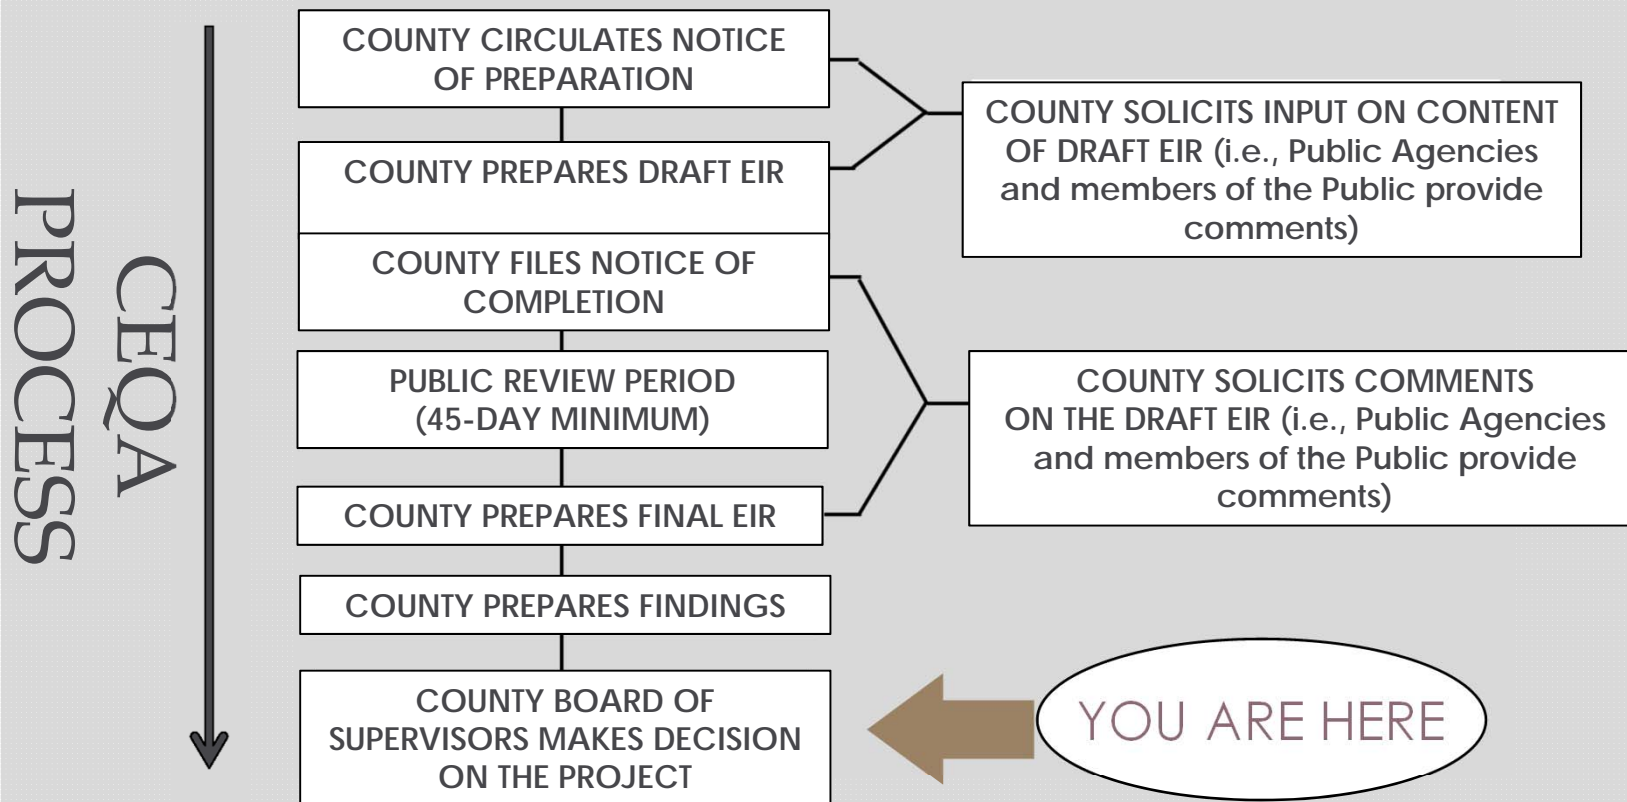 CEQA
PROCESS
COUNTY CIRCULATES NOTICE
OF PREPARATION
COUNTY PREPARES DRAFT EIR
COUNTY SOLICITS INPUT ON CONTENT
OF DRAFT EIR (i.e., Public Agencies
and members of the Public provide
comments)
COUNTY FILES NOTICE OF
COMPLETION
PUBLIC REVIEW PERIOD
(45-DAY MINIMUM)
COUNTY SOLICITS COMMENTS
ON THE DRAFT EIR (i.e., Public Agencies
and members of the Public provide
comments)
COUNTY PREPARES FINAL EIR
COUNTY PREPARES FINDINGS
COUNTY BOARD OF
SUPERVISORS MAKES DECISION
ON THE PROJECT
YOU ARE HERE